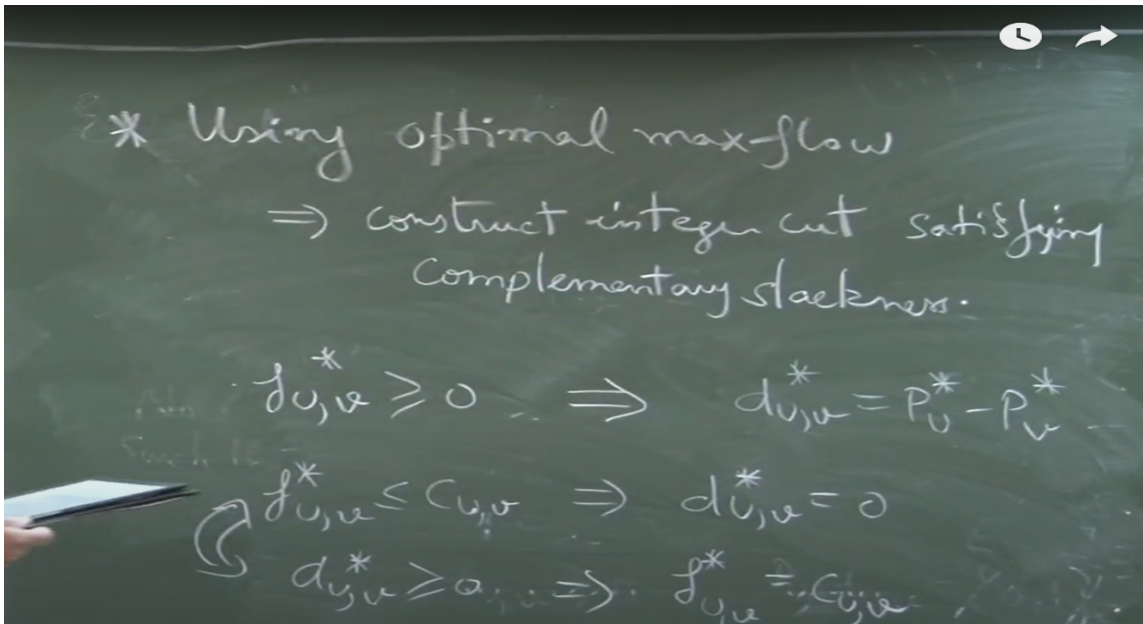 * Using optimal max-flow
⇒ construct integer cut satisfying
complementary slackness.
f*u,v ≥ 0 ⇒ d*u,v = P*u - P*v
f*u,v ≤ Cu,v ⇒ d*u,v = 0
d*u,v ≥ 0 ⇒ f*u,v = Cu,v